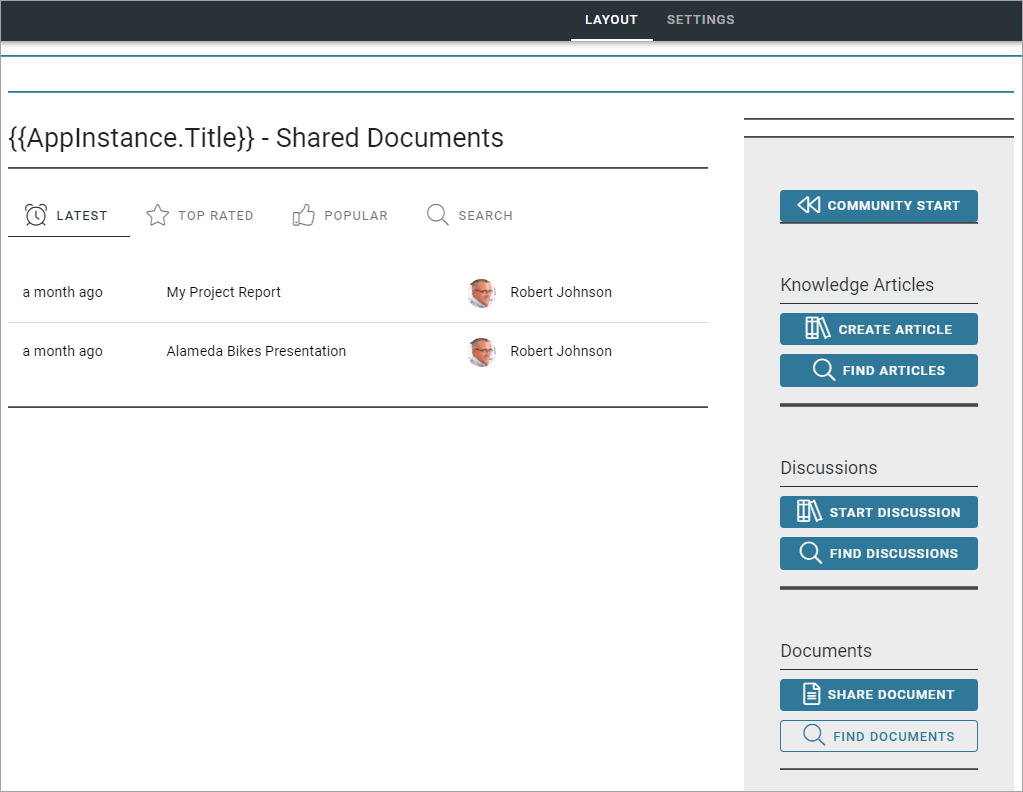 LAYOUT SETTINGS
{{AppInstance.Title}} - Shared Documents
LATEST TOP RATED POPULAR SEARCH
a month ago My Project Report Robert Johnson
a month ago Alameda Bikes Presentation Robert Johnson
COMMUNITY START
Knowledge Articles
CREATE ARTICLE
FIND ARTICLES
Discussions
START DISCUSSION
FIND DISCUSSIONS
Documents
SHARE DOCUMENT
FIND DOCUMENTS